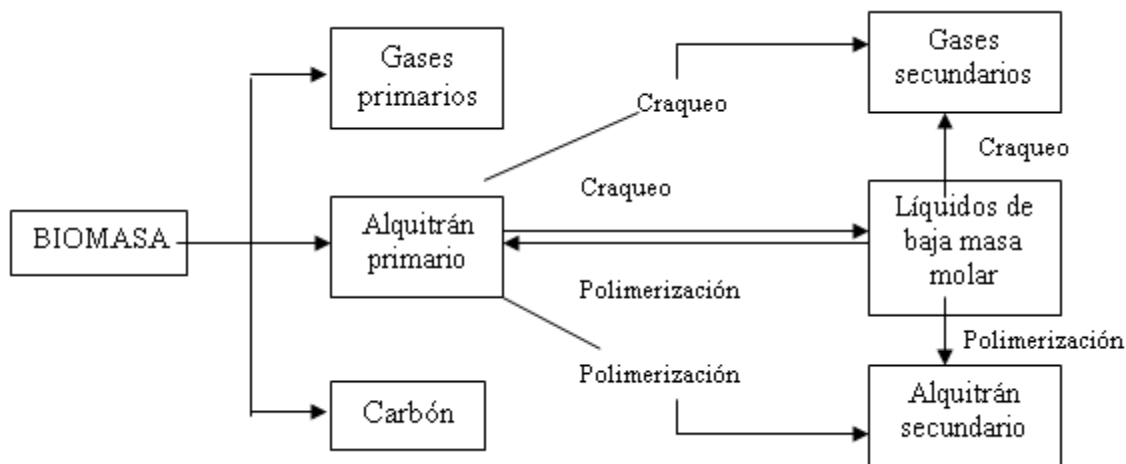 Gases
primarios
Gases
secundarios
Craqueo
Craqueo
Craqueo
BIOMASA
Alquitrán
primario
Líquidos de
baja masa
molar
Polimerización
Polimerización
Polimerización
Carbón
Alquitrán
secundario